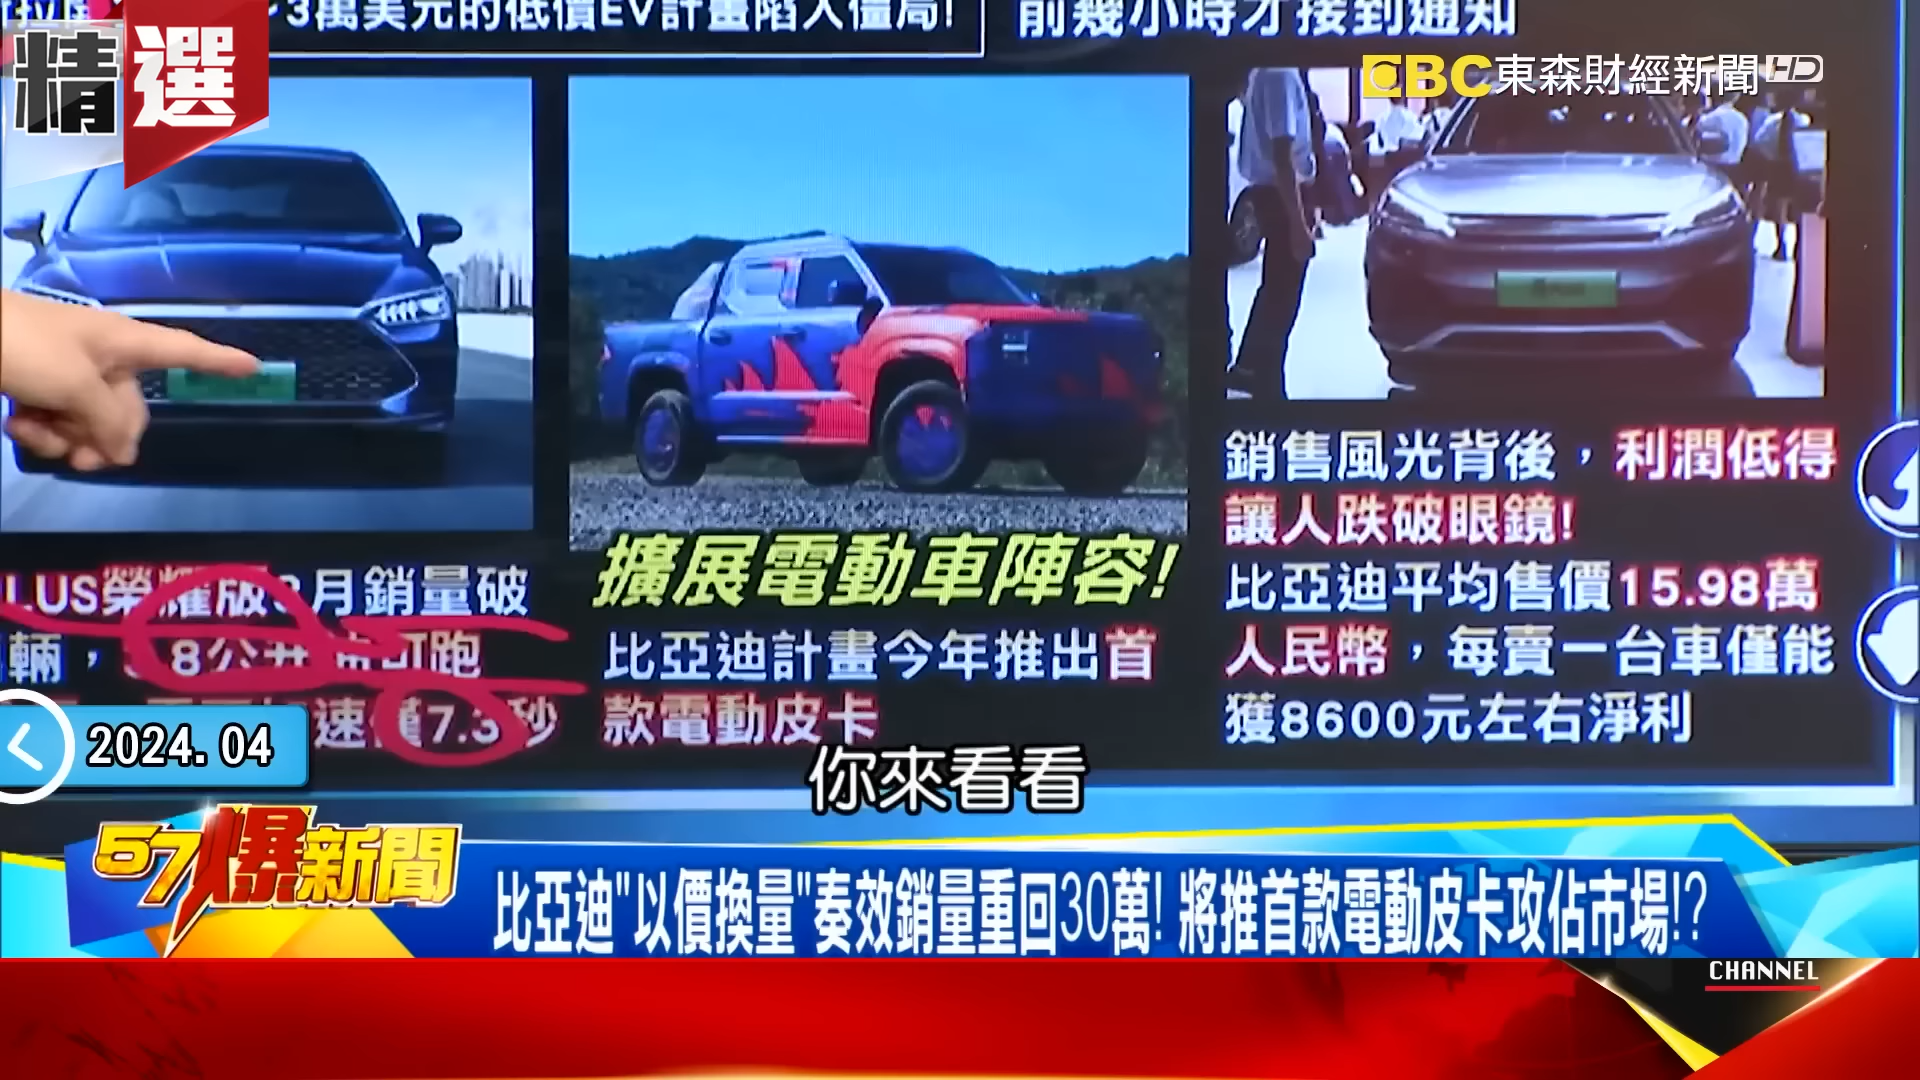 ~3萬美元的低價EV計畫陷入僵局!
前幾小時才接到通知
精選
EBC東森財經新聞HD
LUS榮耀版3月銷量破
輛，
8公升
可跑
速僅7.3秒
擴展電動車陣容!
比亞迪計畫今年推出首
款電動皮卡
銷售風光背後，利潤低得
讓人跌破眼鏡!
比亞迪平均售價15.98萬
人民幣，每賣一台車僅能
獲8600元左右淨利
2024.04
你來看看
57爆新聞
比亞迪"以價換量"奏效銷量重回30萬! 將推首款電動皮卡攻佔市場!?
CHANNEL